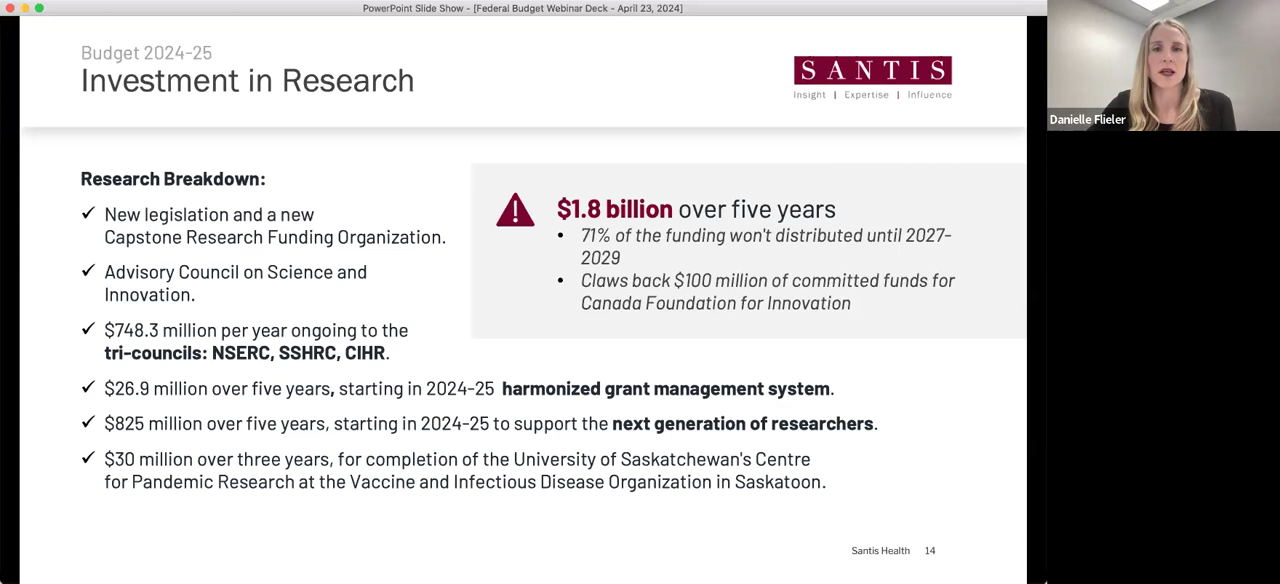 PowerPoint Slide Show - [Federal Budget Webinar Deck - April 23, 2024]
Budget 2024-25
Investment in Research
SANTIS
Insight | Expertise | Influence
Danielle Flieler
Research Breakdown:
✓ New legislation and a new
Capstone Research Funding Organization.
✓ Advisory Council on Science and
Innovation.
✓ $748.3 million per year ongoing to the
tri-councils: NSERC, SSHRC, CIHR.
✓ $26.9 million over five years, starting in 2024-25 harmonized grant management system.
✓ $825 million over five years, starting in 2024-25 to support the next generation of researchers.
✓ $30 million over three years, for completion of the University of Saskatchewan's Centre
for Pandemic Research at the Vaccine and Infectious Disease Organization in Saskatoon.
!
$1.8 billion over five years
• 71% of the funding won't distributed until 2027-
2029
• Claws back $100 million of committed funds for
Canada Foundation for Innovation
Santis Health 14